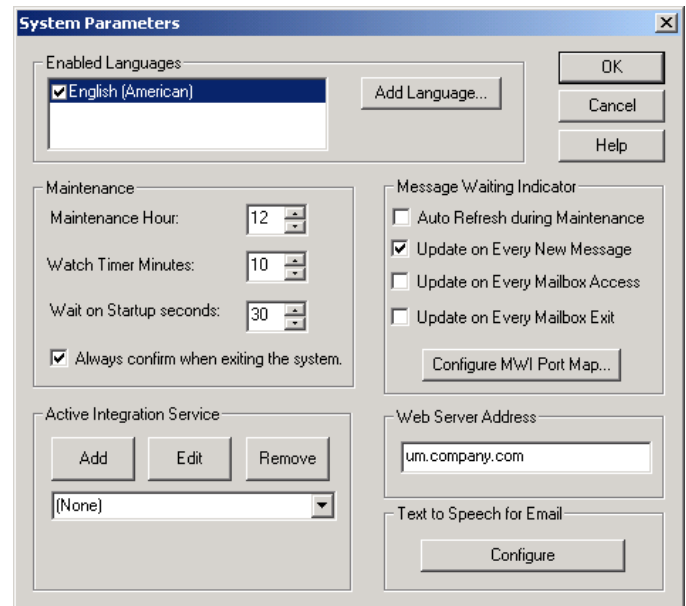 System Parameters
Enabled Languages
English (American)
Add Language...
OK
Cancel
Help
Maintenance
Maintenance Hour: 12
Watch Timer Minutes: 10
Wait on Startup seconds: 30
Always confirm when exiting the system.
Message Waiting Indicator
Auto Refresh during Maintenance
Update on Every New Message
Update on Every Mailbox Access
Update on Every Mailbox Exit
Configure MWI Port Map...
Active Integration Service
Add Edit Remove
(None)
Web Server Address
um.company.com
Text to Speech for Email
Configure